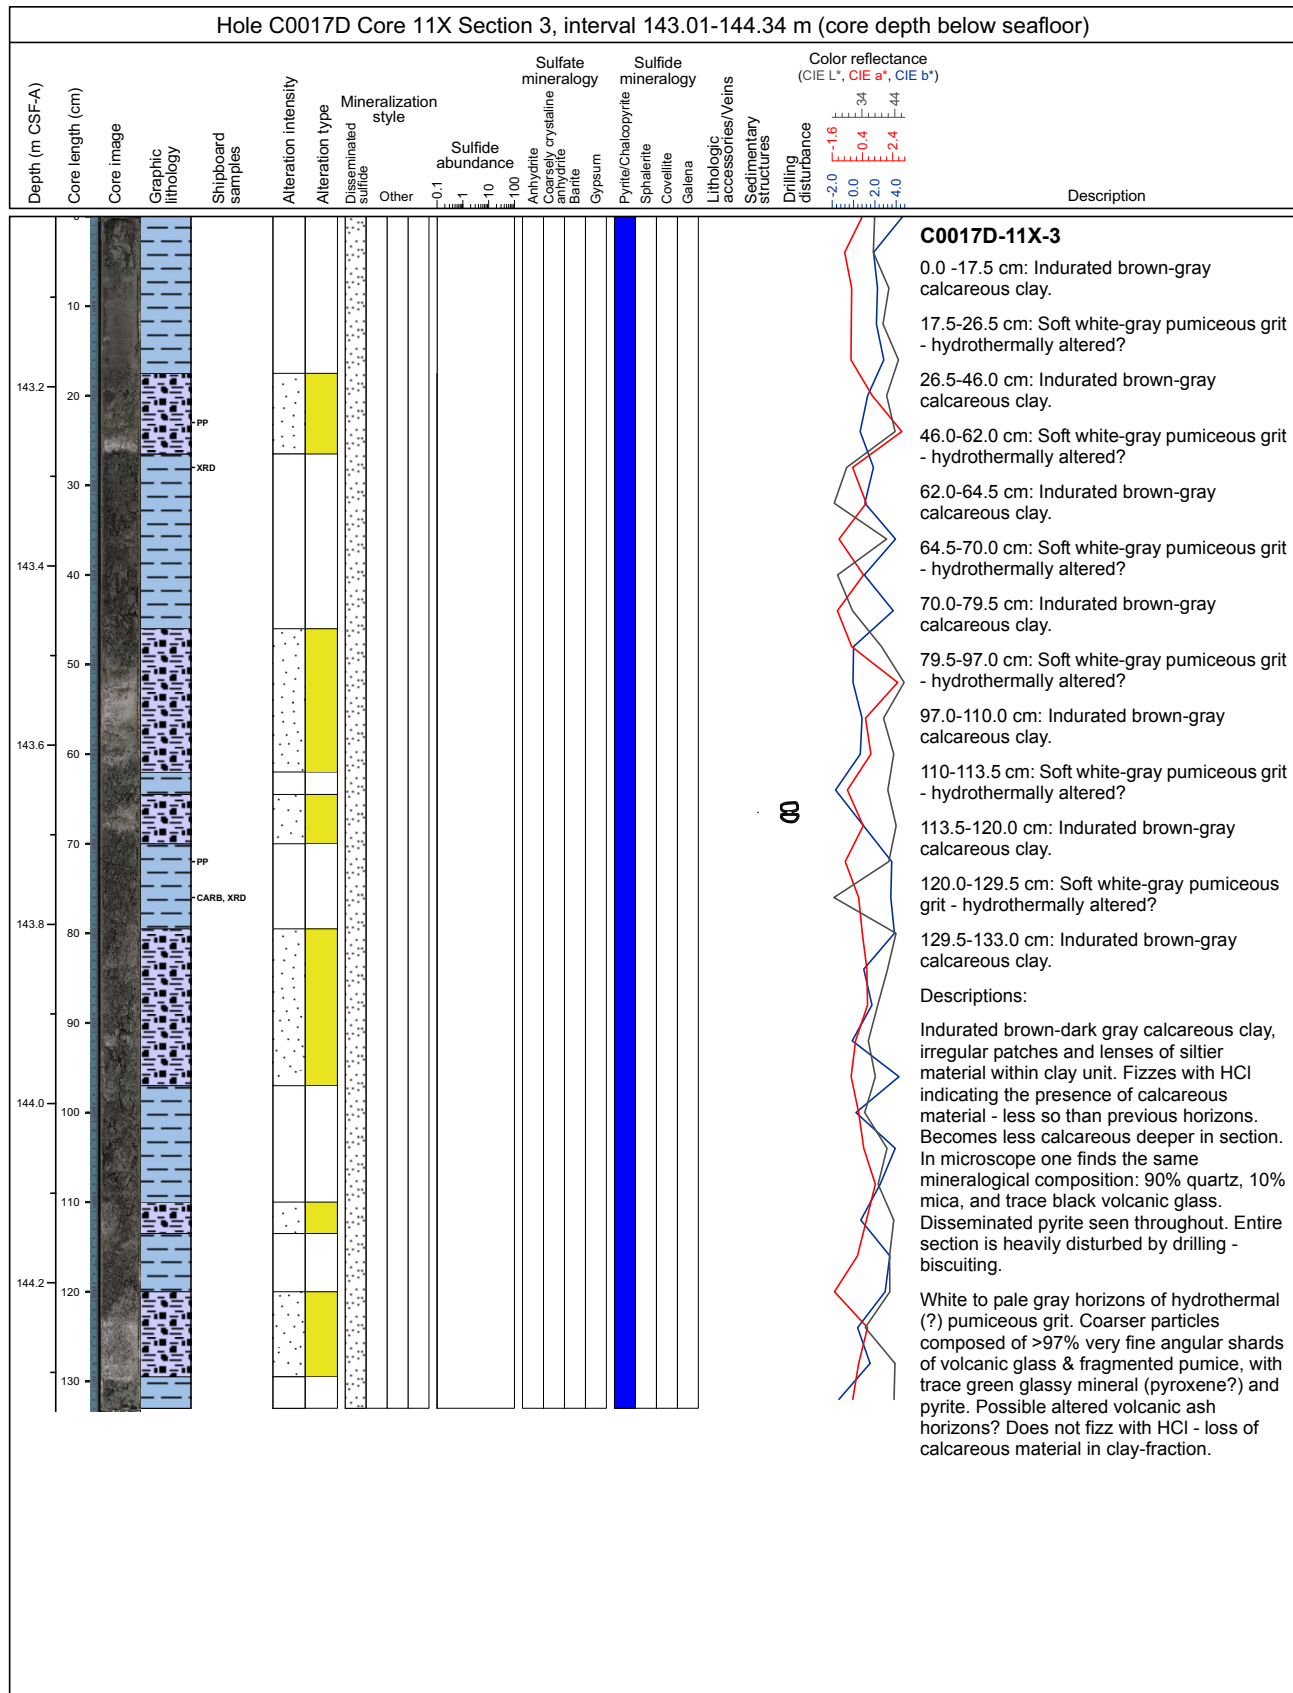 Hole C0017D Core 11X Section 3, interval 143.01-144.34 m (core depth below seafloor)
Depth (m CSF-A)
Core length (cm)
Core image
Graphic
lithology
Shipboard
samples
Alteration intensity
Alteration type
Mineralization
style
Disseminated
sulfide
Other
Sulfide
abundance
0.1
1
10
100
Sulfate
mineralogy
Anhydrite
Coarsely crystaline
anhydrite
Barite
Gypsum
Sulfide
mineralogy
Pyrite/Chalcopyrite
Sphalerite
Covellite
Galena
Lithologic
accessories/Veins
Sedimentary
structures
Drilling
disturbance
Color reflectance
(CIE L*, CIE a*, CIE b*)
34
44
-1.6
0.4
2.4
-2.0
0.0
2.0
4.0
Description
0
10
143.2
20
PP
XRD
30
143.4
40
50
143.6
60
70
PP
CARB, XRD
143.8
80
90
144.0
100
110
144.2
120
130
C0017D-11X-3
0.0 -17.5 cm: Indurated brown-gray
calcareous clay.
17.5-26.5 cm: Soft white-gray pumiceous grit
- hydrothermally altered?
26.5-46.0 cm: Indurated brown-gray
calcareous clay.
46.0-62.0 cm: Soft white-gray pumiceous grit
- hydrothermally altered?
62.0-64.5 cm: Indurated brown-gray
calcareous clay.
64.5-70.0 cm: Soft white-gray pumiceous grit
- hydrothermally altered?
70.0-79.5 cm: Indurated brown-gray
calcareous clay.
79.5-97.0 cm: Soft white-gray pumiceous grit
- hydrothermally altered?
97.0-110.0 cm: Indurated brown-gray
calcareous clay.
110-113.5 cm: Soft white-gray pumiceous grit
- hydrothermally altered?
113.5-120.0 cm: Indurated brown-gray
calcareous clay.
120.0-129.5 cm: Soft white-gray pumiceous
grit - hydrothermally altered?
129.5-133.0 cm: Indurated brown-gray
calcareous clay.
Descriptions:
Indurated brown-dark gray calcareous clay,
irregular patches and lenses of siltier
material within clay unit. Fizzes with HCl
indicating the presence of calcareous
material - less so than previous horizons.
Becomes less calcareous deeper in section.
In microscope one finds the same
mineralogical composition: 90% quartz, 10%
mica, and trace black volcanic glass.
Disseminated pyrite seen throughout. Entire
section is heavily disturbed by drilling -
biscuiting.
White to pale gray horizons of hydrothermal
(?) pumiceous grit. Coarser particles
composed of >97% very fine angular shards
of volcanic glass & fragmented pumice, with
trace green glassy mineral (pyroxene?) and
pyrite. Possible altered volcanic ash
horizons? Does not fizz with HCl - loss of
calcareous material in clay-fraction.